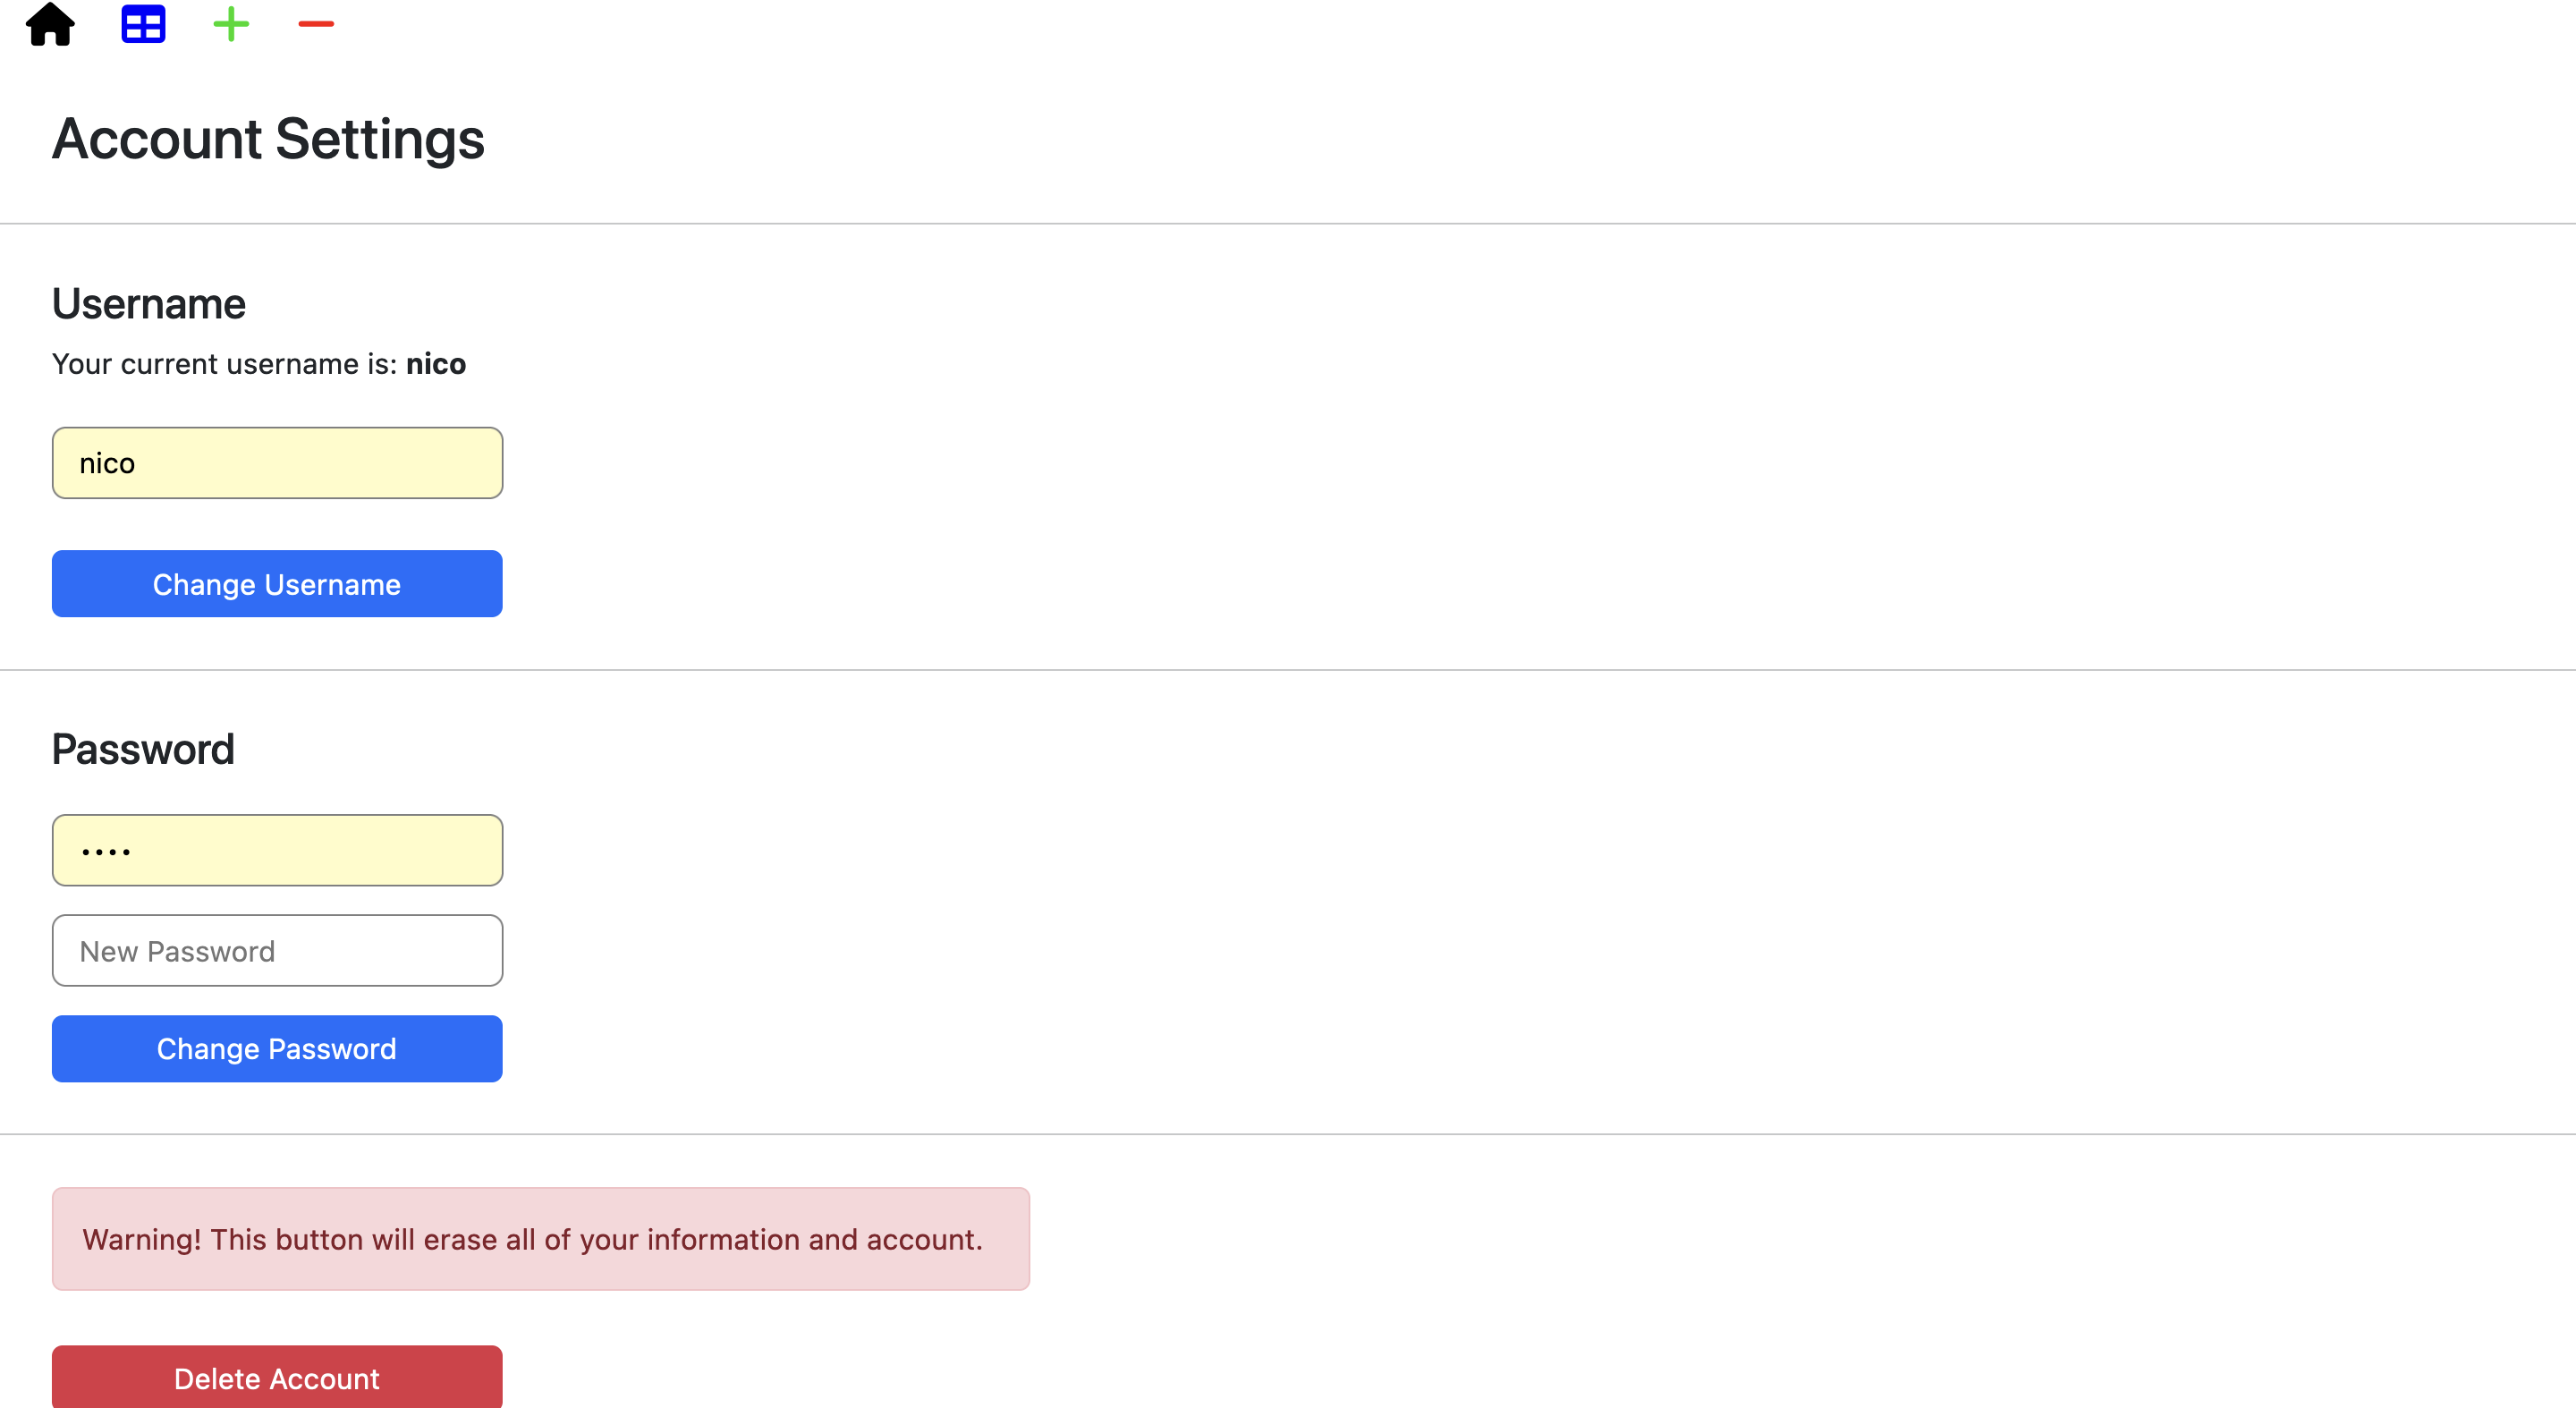 Account Settings
Username
Your current username is: nico
nico
Change Username
Password
••••
New Password
Change Password
Warning! This button will erase all of your information and account.
Delete Account